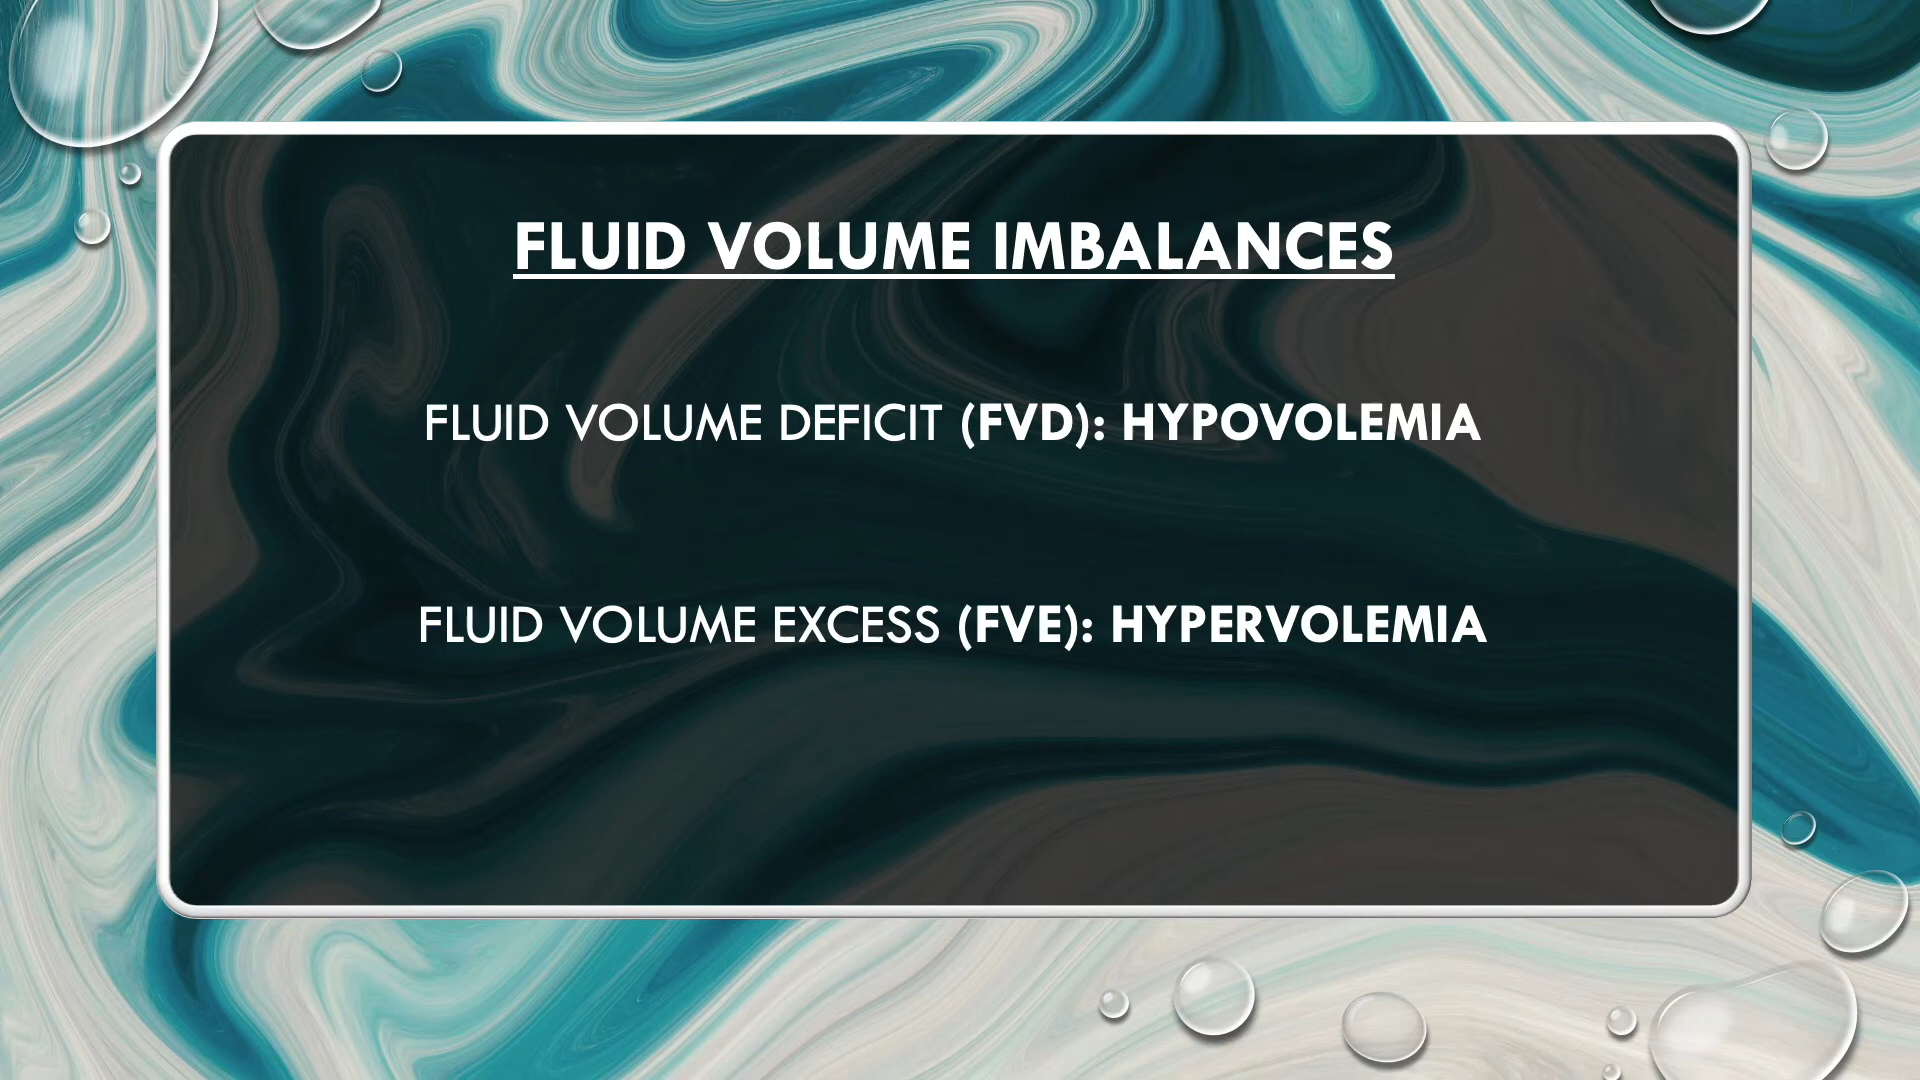 FLUID VOLUME IMBALANCES
FLUID VOLUME DEFICIT (FVD): HYPOVOLEMIA
FLUID VOLUME EXCESS (FVE): HYPERVOLEMIA